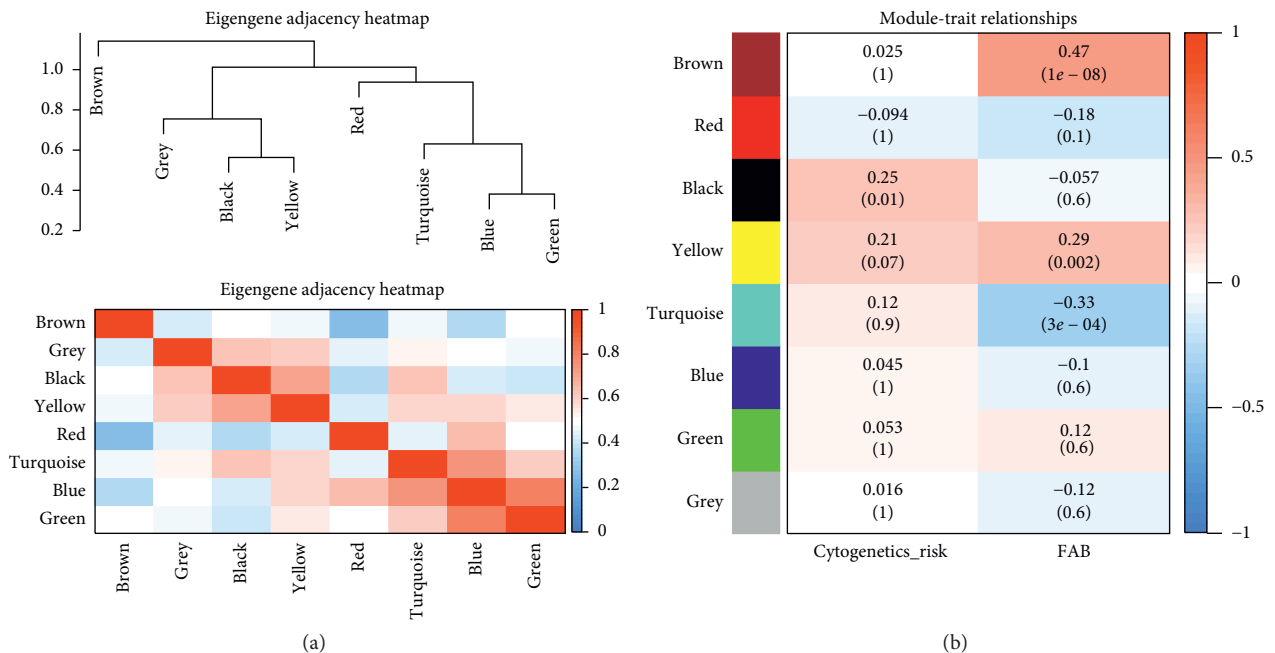 Eigengene adjacency heatmap
1.0
0.8
0.6
0.4
0.2
Brown
Grey
Black
Yellow
Red
Turquoise
Blue
Green
Eigengene adjacency heatmap
Brown
Grey
Black
Yellow
Red
Turquoise
Blue
Green
Brown
Grey
Black
Yellow
Red
Turquoise
Blue
Green
1
0.8
0.6
0.4
0.2
0
(a)
Module-trait relationships
Brown
0.025
(1)
0.47
(1e − 08)
Red
−0.094
(1)
−0.18
(0.1)
Black
0.25
(0.01)
−0.057
(0.6)
Yellow
0.21
(0.07)
0.29
(0.002)
Turquoise
0.12
(0.9)
−0.33
(3e − 04)
Blue
0.045
(1)
−0.1
(0.6)
Green
0.053
(1)
0.12
(0.6)
Grey
0.016
(1)
−0.12
(0.6)
Cytogenetics_risk
FAB
1
0.5
0
−0.5
−1
(b)